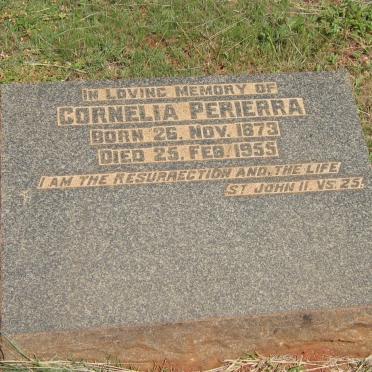 IN LOVING MEMORY OF
CORNELIA PERIERRA
BORN 26. NOV. 1873
DIED 25. FEB. 1955
I AM THE RESURRECTION AND, THE LIFE
ST. JOHN 11. VS. 25.